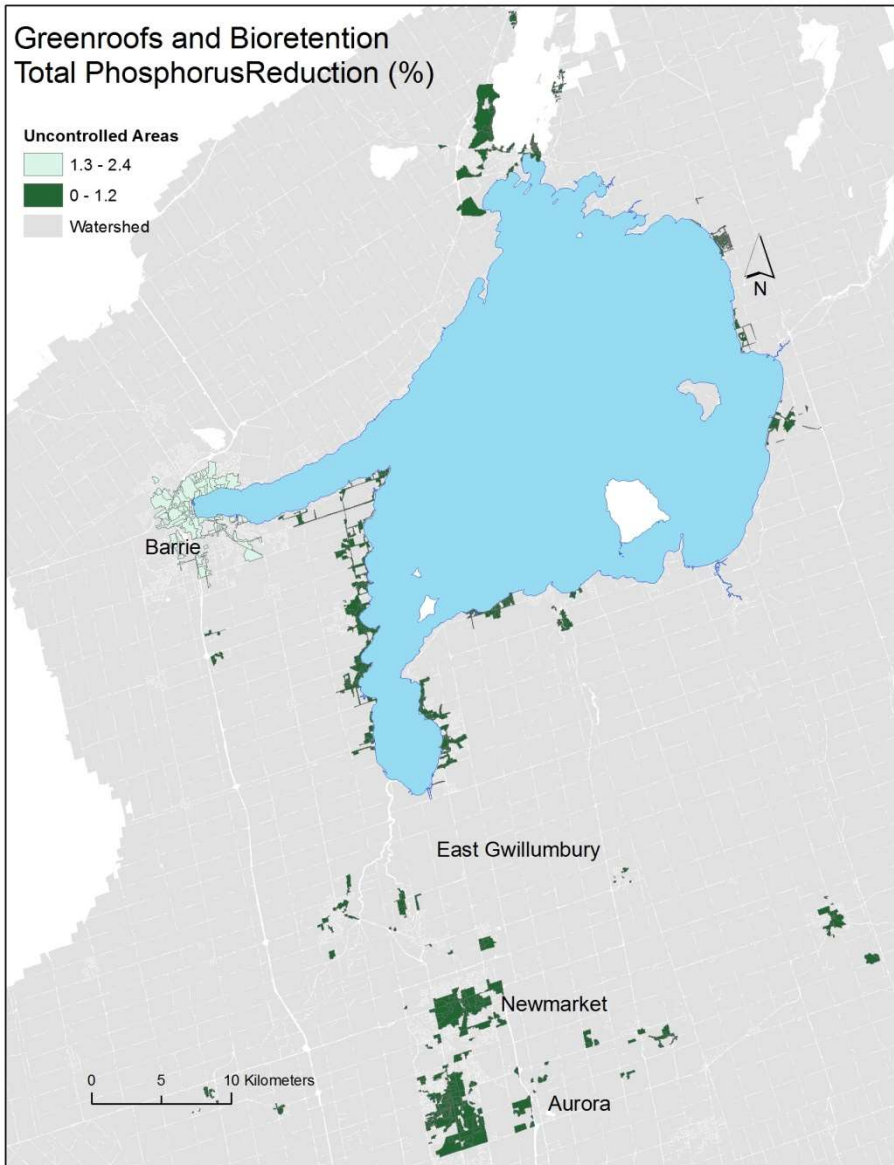 Greenroofs and Bioretention
Total PhosphorusReduction (%)
Uncontrolled Areas
1.3 - 2.4
0 - 1.2
Watershed
N
Barrie
East Gwillumbury
Newmarket
0 5 10 Kilometers
Aurora